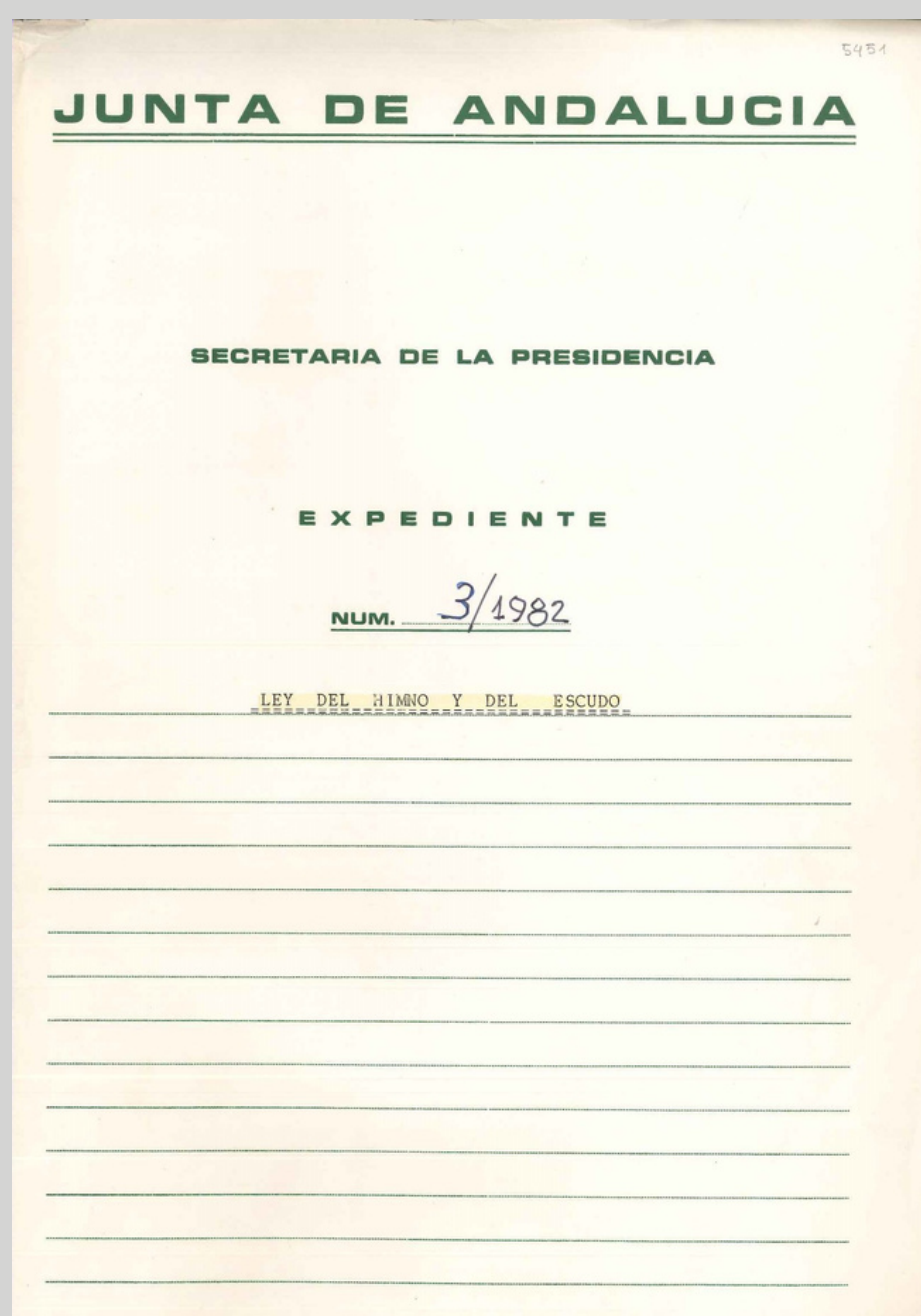 5451
JUNTA DE ANDALUCIA
SECRETARIA DE LA PRESIDENCIA
EXPEDIENTE
NUM. 3/1982
LEY DEL HIMNO Y DEL ESCUDO